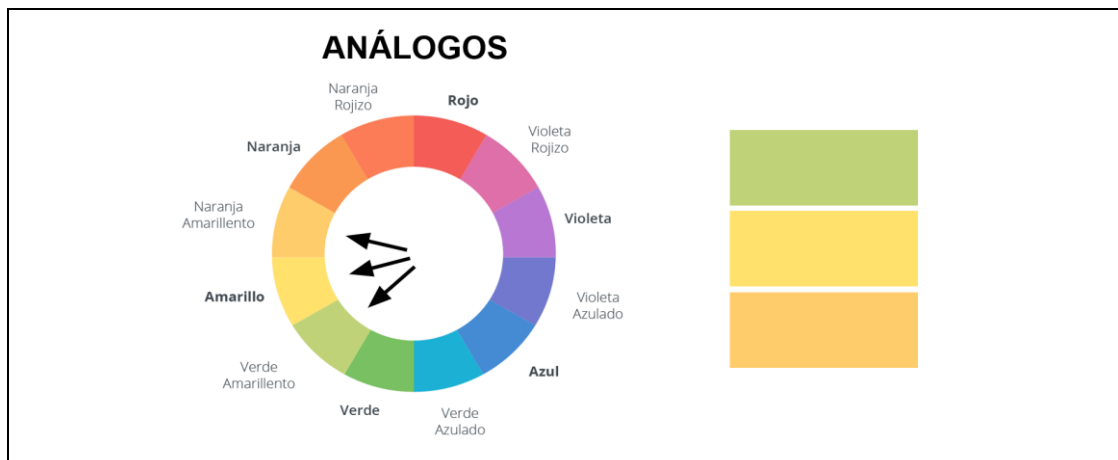 ANÁLOGOS
Naranja
Rojizo
Rojo
Violeta
Rojizo
Naranja
Naranja
Amarillento
Violeta
Amarillo
Violeta
Azulado
Verde
Amarillento
Azul
Verde
Verde
Azulado